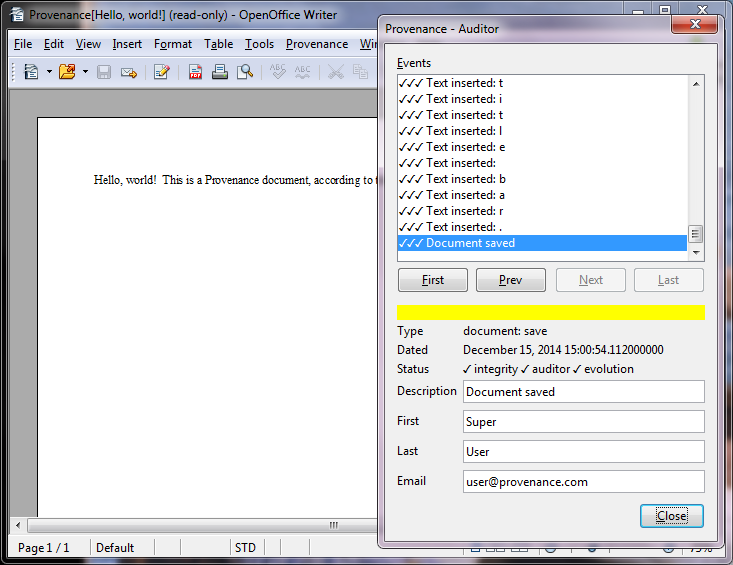 Provenance[Hello, world!] (read-only) - OpenOffice Writer
File Edit View Insert Format Table Tools Provenance
Hello, world! This is a Provenance document, according to
Page 1 / 1 Default STD 75%
Provenance - Auditor
Events
✓✓✓ Text inserted: t
✓✓✓ Text inserted: i
✓✓✓ Text inserted: t
✓✓✓ Text inserted: l
✓✓✓ Text inserted: e
✓✓✓ Text inserted:
✓✓✓ Text inserted: b
✓✓✓ Text inserted: a
✓✓✓ Text inserted: r
✓✓✓ Text inserted: .
✓✓✓ Document saved
First Prev Next Last
Type document: save
Dated December 15, 2014 15:00:54.112000000
Status ✓ integrity ✓ auditor ✓ evolution
Description Document saved
First Super
Last User
Email user@provenance.com
Close